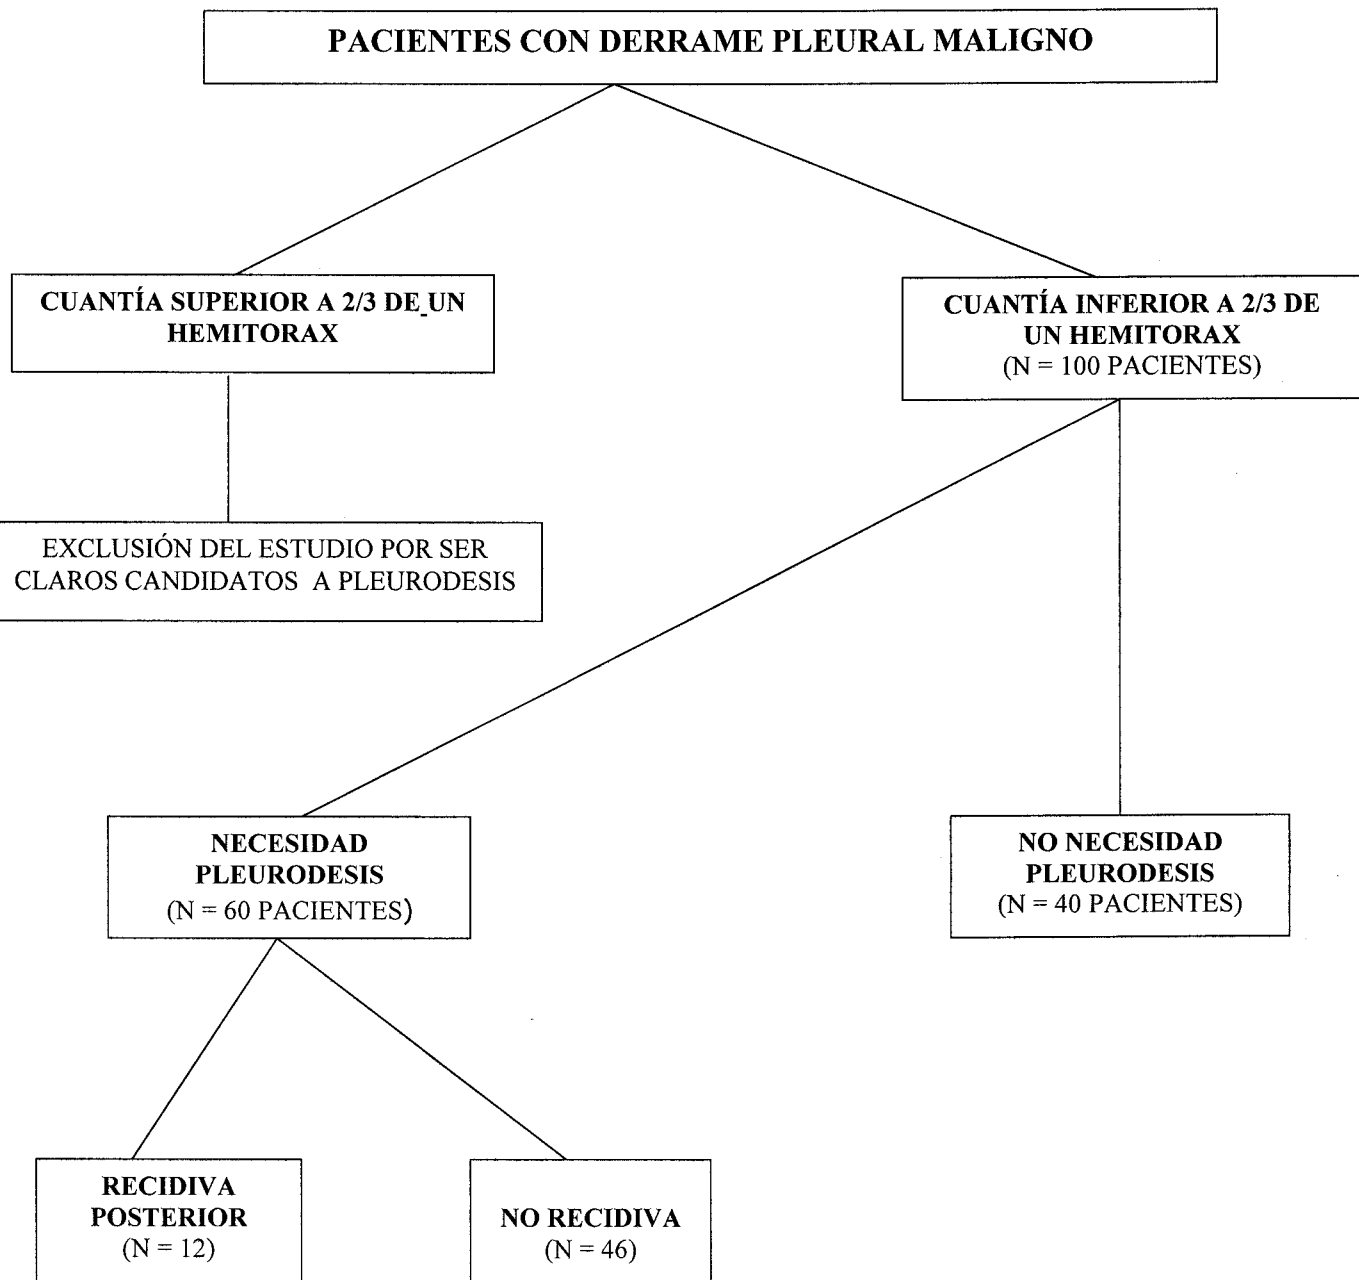 PACIENTES CON DERRAME PLEURAL MALIGNO
CUANTÍA SUPERIOR A 2/3 DE UN
HEMITORAX
CUANTÍA INFERIOR A 2/3 DE
UN HEMITORAX
(N = 100 PACIENTES)
EXCLUSIÓN DEL ESTUDIO POR SER
CLAROS CANDIDATOS A PLEURODESIS
NECESIDAD
PLEURODESIS
(N = 60 PACIENTES)
NO NECESIDAD
PLEURODESIS
(N = 40 PACIENTES)
RECIDIVA
POSTERIOR
(N = 12)
NO RECIDIVA
(N = 46)